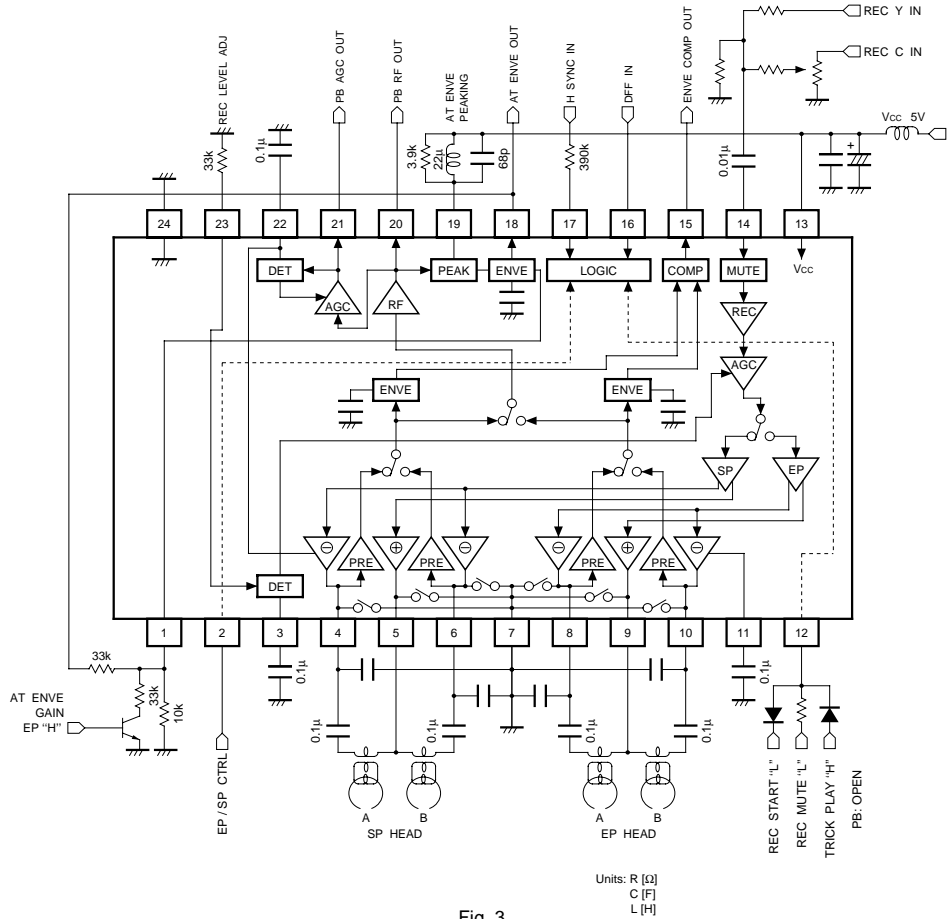 REC Y IN
REC C IN
REC LEVEL ADJ
PB AGC OUT
PB RF OUT
AT ENVE PEAKING
AT ENVE OUT
H SYNC IN
DFF IN
ENVE COMP OUT
VCC 5V
33k
0.1μ
3.9k
22μ
68p
390k
0.01μ
+
24
23
22
21
20
19
18
17
16
15
14
13
DET
AGC
RF
PEAK
ENVE
LOGIC
COMP
MUTE
VCC
REC
AGC
ENVE
ENVE
SP
EP
⊖
PRE
⊕
PRE
⊖
⊖
PRE
⊕
PRE
⊖
DET
1
2
3
4
5
6
7
8
9
10
11
12
33k
33k
10k
AT ENVE
GAIN
EP "H"
EP / SP CTRL
0.1μ
0.1μ
0.1μ
0.1μ
0.1μ
0.1μ
A
B
SP HEAD
A
B
EP HEAD
REC START "L"
REC MUTE "L"
TRICK PLAY "H"
PB: OPEN
Units: R [Ω]
C [F]
L [H]
Fig. 3